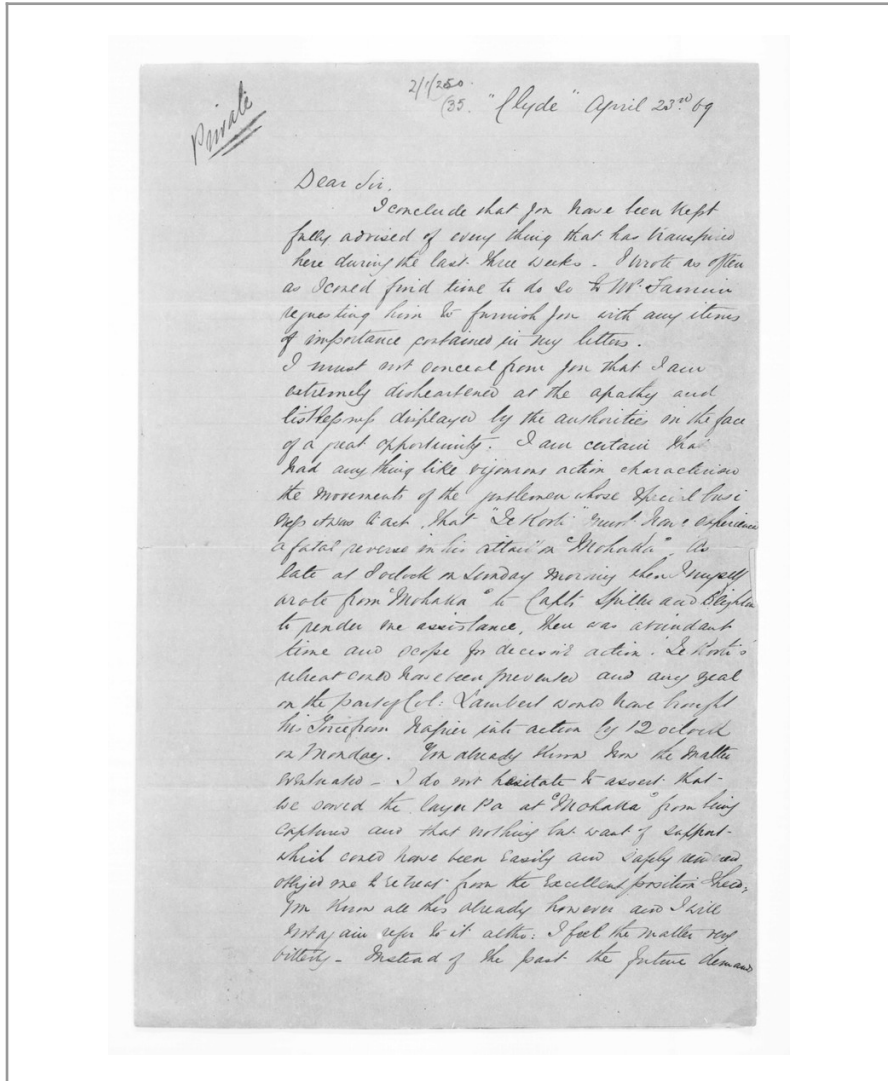 Private
2/1/250
(35. "Clyde" April 23rd 69
Dear Sir.
I conclude that you have been kept
fully advised of every thing that has transpired
here during the last three weeks. I wrote as often
as I could find time to do so to Mr.
requesting him to furnish you with any items
of importance contained in my letters.
I must not conceal from you that I am
extremely disheartened at the apathy and
listlessness displayed by the authorities in the face
of a great opportunity. I am certain that
had anything like vigorous action characterised
the movements of the gentlemen whose special busi
ness it was to act, that "Te Kooti" must have experience
a fatal reverse in his attack on "Mohaka". As
late as oclock on Sunday morning when I myself
wrote from "Mohaka" to Capts Spiller and
to render me assistance, there was abundant
time and scope for decisive action. Te Kooti's
retreat could have been prevented and any zeal
on the part of Col: Lambert would have brought
his Force from Napier into action by 12 oclock
on Monday. You already know how the matter
eventuated - I do not hesitate to assert that
we saved the large Pa at "Mohaka" from being
captured and that nothing but want of support
which could have been easily and safely rendered
obliged me to retreat from the excellent position
You know all this already however and I will
not again refer to it altho: I feel the matter very
bitterly - Instead of the past the future demands